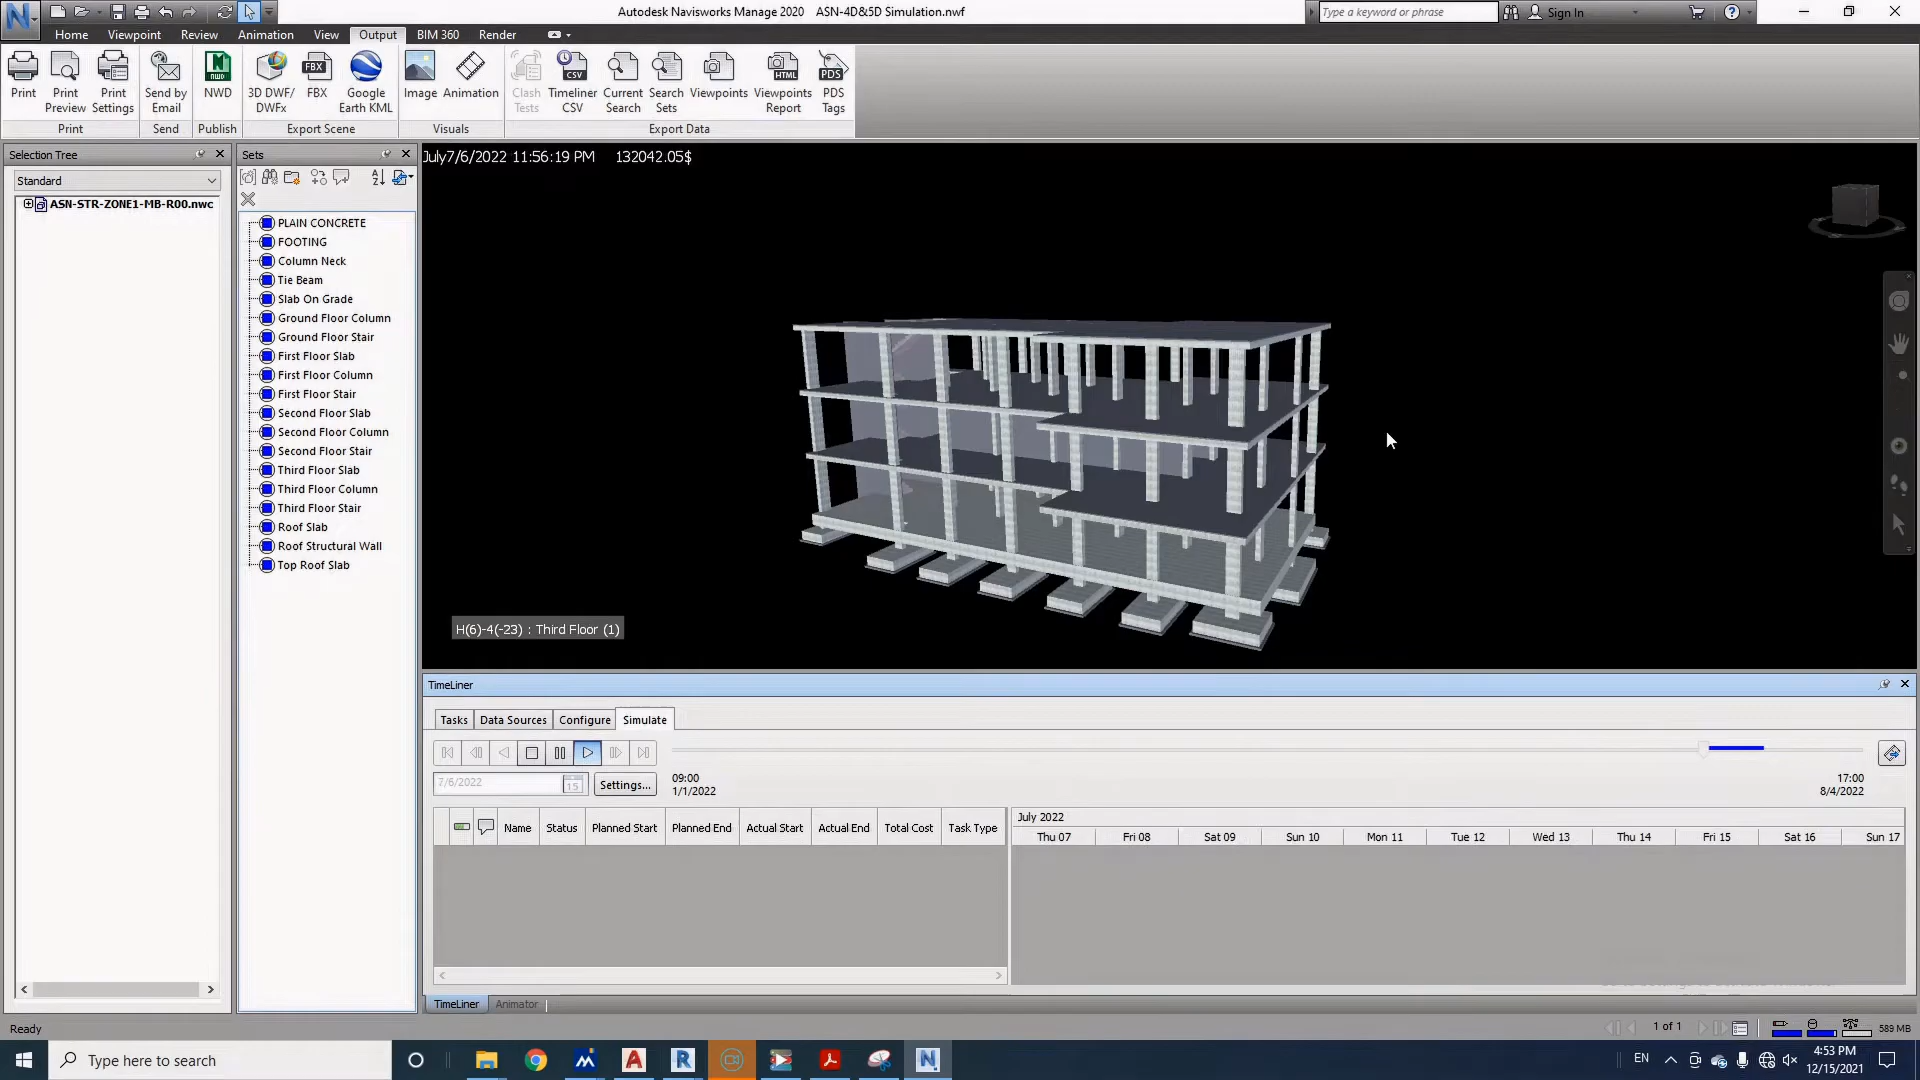 Autodesk Navisworks Manage 2020 ASN-4D&5D Simulation.nwf
Type a keyword or phrase
Sign In
Home Viewpoint Review Animation View Output BIM 360 Render
Print
Print Preview
Print Settings
Send by Email
NWD
3D DWF/ DWFx
FBX
Google Earth KML
Image
Animation
Clash Tests
Timeliner CSV
Current Search
Search Sets
Viewpoints
Viewpoints Report
PDS Tags
Print Send Publish Export Scene Visuals Export Data
Selection Tree
Standard
ASN-STR-ZONE1-MB-R00.nwc
Sets
PLAIN CONCRETE
FOOTING
Column Neck
Tie Beam
Slab On Grade
Ground Floor Column
Ground Floor Stair
First Floor Slab
First Floor Column
First Floor Stair
Second Floor Slab
Second Floor Column
Second Floor Stair
Third Floor Slab
Third Floor Column
Third Floor Stair
Roof Slab
Roof Structural Wall
Top Roof Slab
July7/6/2022 11:56:19 PM 132042.05$
H(6)-4(-23) : Third Floor (1)
TimeLiner
Tasks Data Sources Configure Simulate
7/6/2022
15
Settings...
09:00
1/1/2022
17:00
8/4/2022
Name Status Planned Start Planned End Actual Start Actual End Total Cost Task Type
July 2022
Thu 07 Fri 08 Sat 09 Sun 10 Mon 11 Tue 12 Wed 13 Thu 14 Fri 15 Sat 16 Sun 17
TimeLiner Animator
Ready
1 of 1
589 MB
Type here to search
EN
4:53 PM
12/15/2021